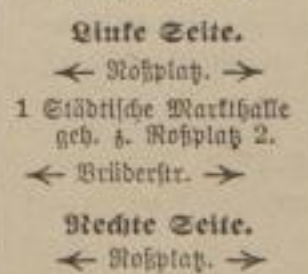 Linke Seite.
← Roßplatz. →
1 Städtische Markthalle
geh. z. Roßplatz 2.
← Brüderstr. →
Rechte Seite.
← Roßplatz. →